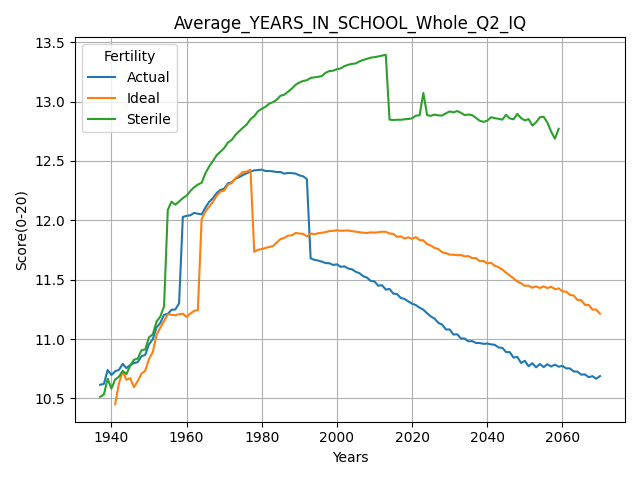 Average_YEARS_IN_SCHOOL_Whole_Q2_IQ
Fertility
Actual
Ideal
Sterile
Score(0-20)
13.5
13.0
12.5
12.0
11.5
11.0
10.5
1940 1960 1980 2000 2020 2040 2060
Years